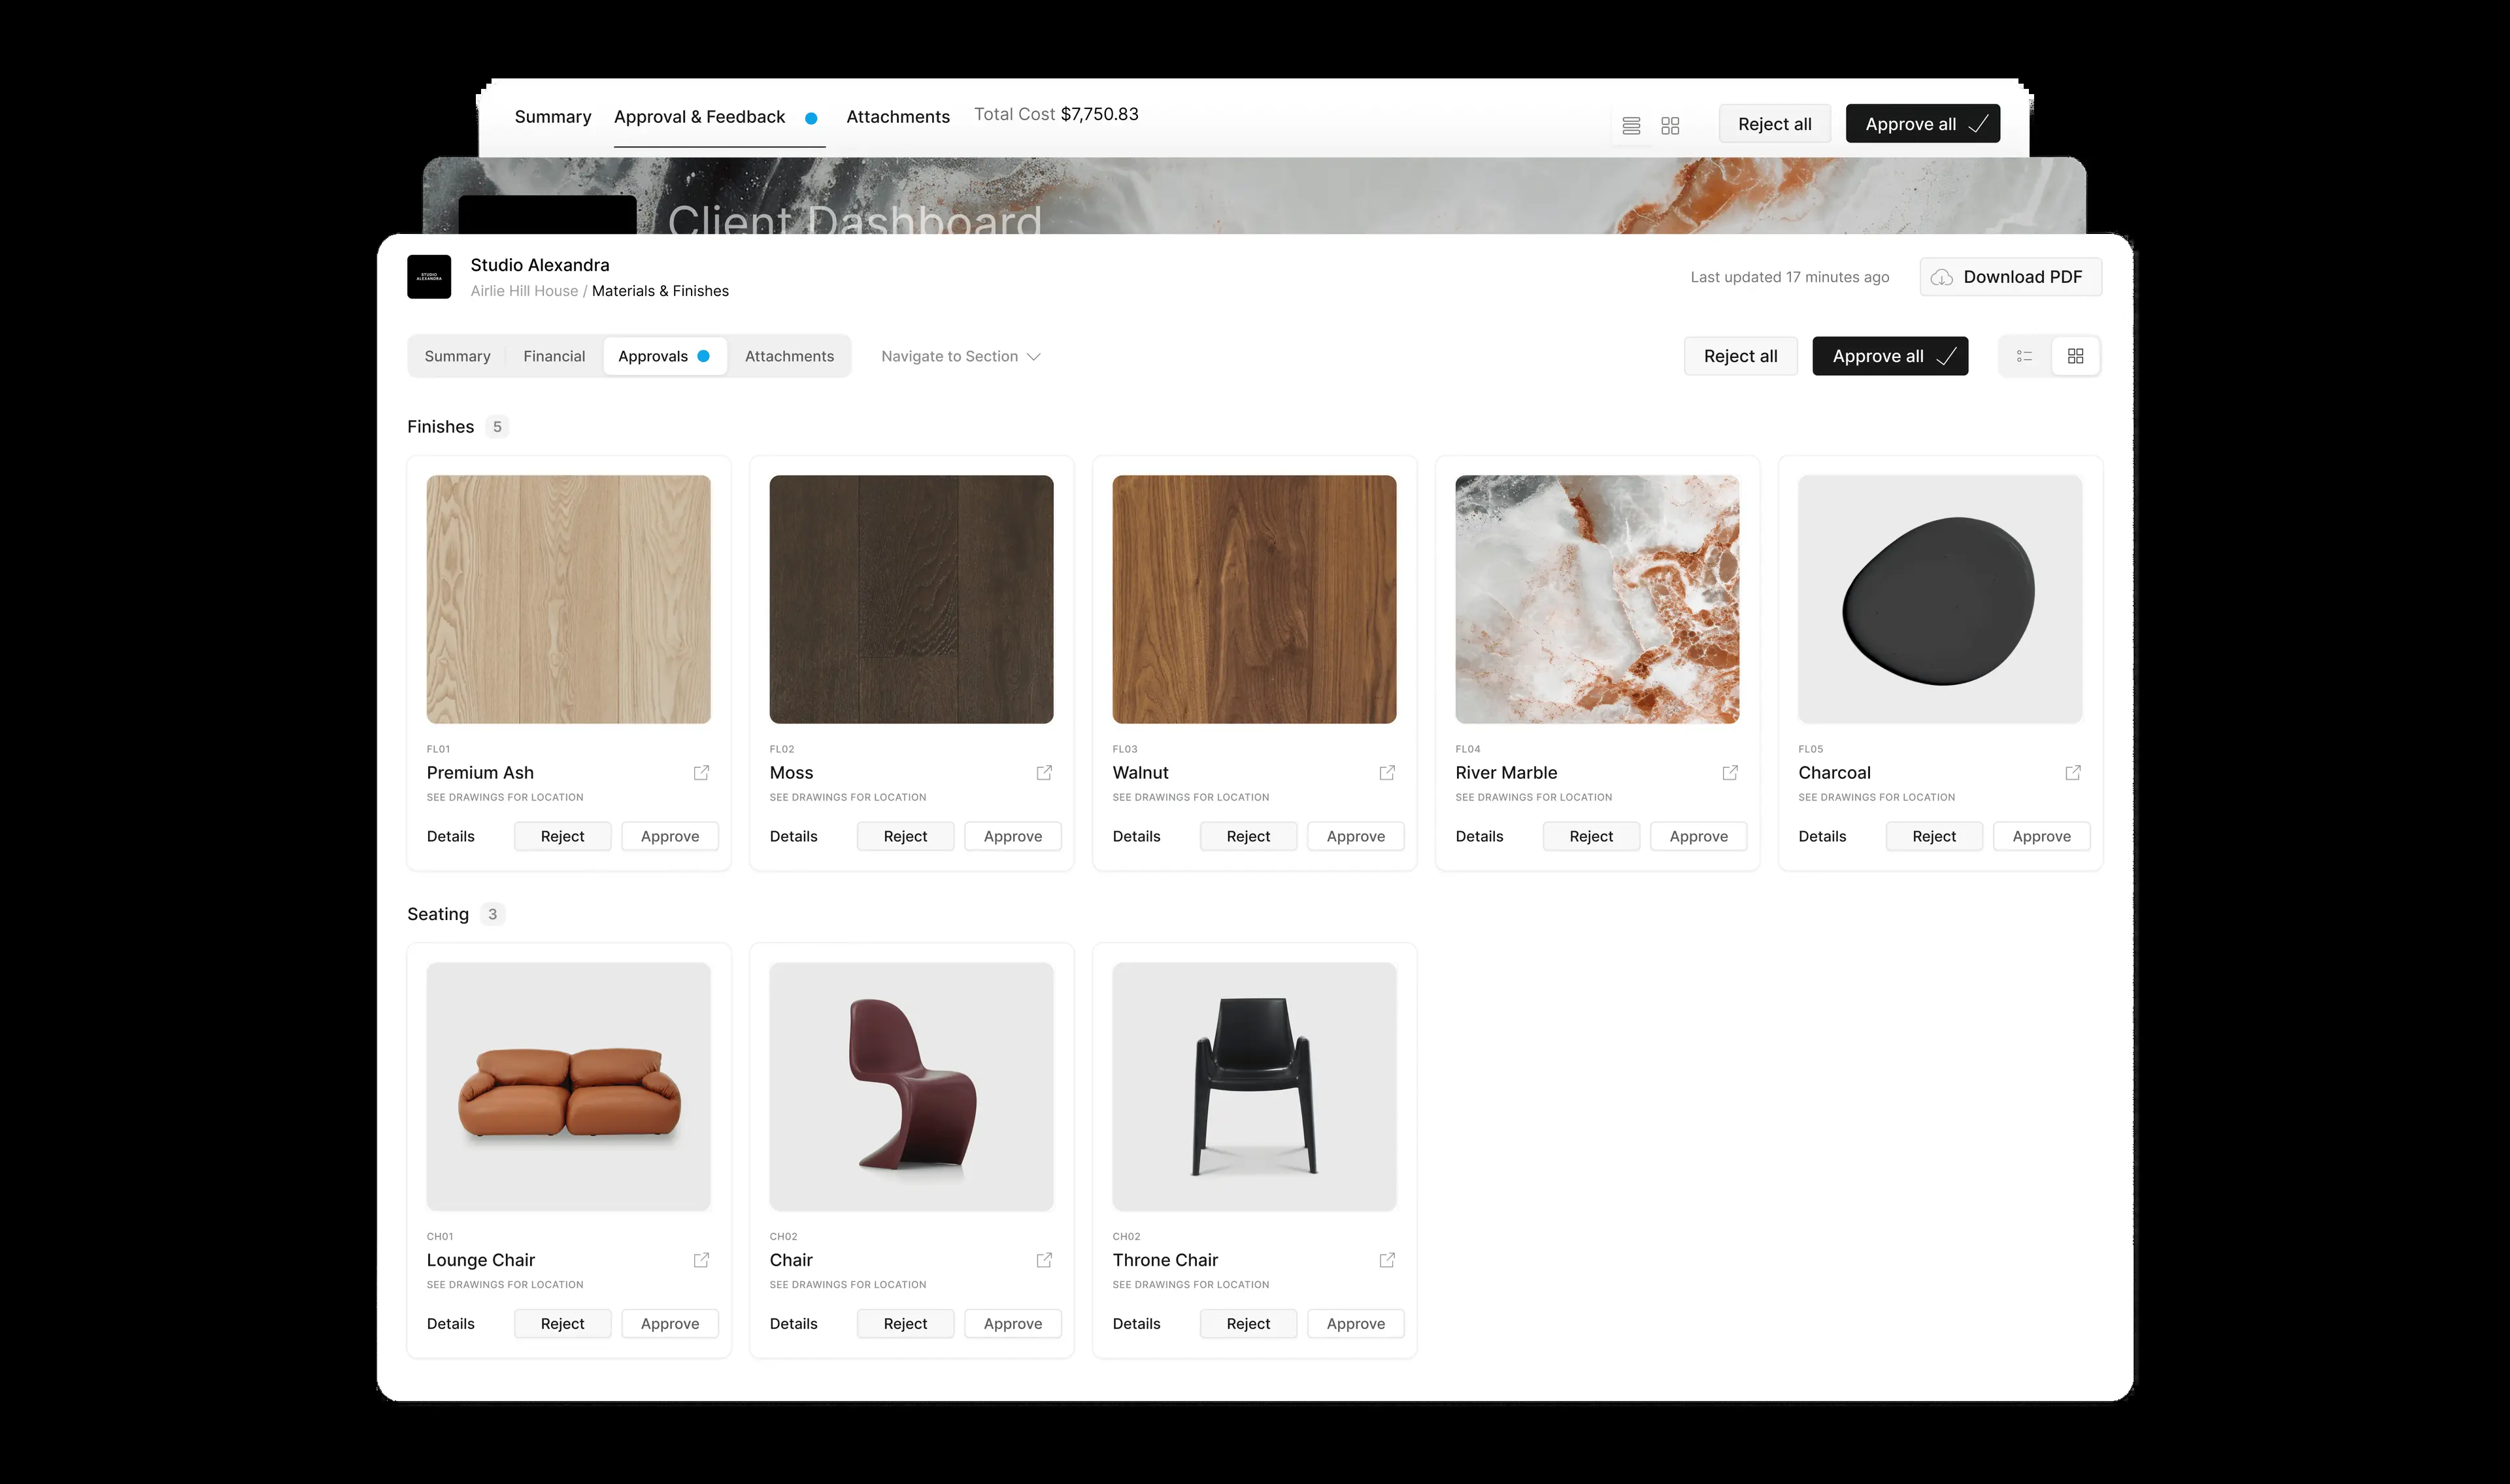 Summary Approval & Feedback Attachments Total Cost $7,750.83 Reject all Approve all
Client Dashboard
STUDIO
ALEXANDRA
Studio Alexandra
Airlie Hill House / Materials & Finishes
Last updated 17 minutes ago Download PDF
Summary Financial Approvals Attachments Navigate to Section Reject all Approve all
Finishes 5
FL01 FL02 FL03 FL04 FL05
Premium Ash Moss Walnut River Marble Charcoal
SEE DRAWINGS FOR LOCATION SEE DRAWINGS FOR LOCATION SEE DRAWINGS FOR LOCATION SEE DRAWINGS FOR LOCATION SEE DRAWINGS FOR LOCATION
Details Reject Approve Details Reject Approve Details Reject Approve Details Reject Approve Details Reject Approve
Seating 3
CH01 CH02 CH02
Lounge Chair Chair Throne Chair
SEE DRAWINGS FOR LOCATION SEE DRAWINGS FOR LOCATION SEE DRAWINGS FOR LOCATION
Details Reject Approve Details Reject Approve Details Reject Approve